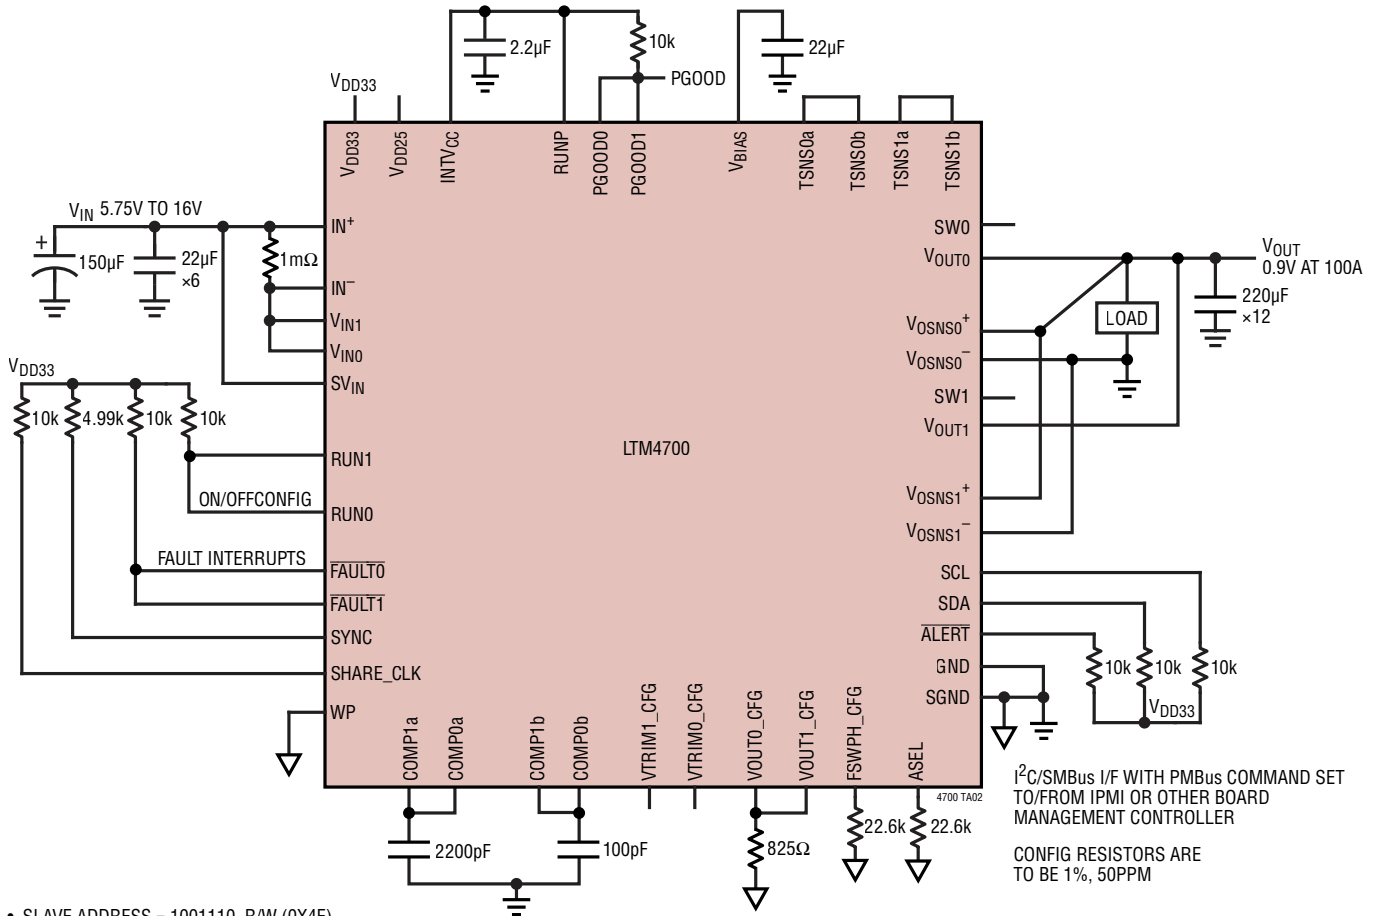 2.2µF
10k
22µF
PGOOD
VDD33
VDD33
VDD25
INTVCC
RUNP
PGOOD0
PGOOD1
VBIAS
TSNS0a
TSNS0b
TSNS1a
TSNS1b
VIN 5.75V TO 16V
+
150µF
22µF
×6
1mΩ
IN+
IN–
VIN1
VIN0
SVIN
VDD33
10k
4.99k
10k
10k
RUN1
ON/OFFCONFIG
RUN0
FAULT INTERRUPTS
FAULT0
FAULT1
SYNC
SHARE_CLK
WP
LTM4700
SW0
VOUT0
VOSNS0+
VOSNS0–
SW1
VOUT1
VOSNS1+
VOSNS1–
SCL
SDA
ALERT
GND
SGND
VOUT
0.9V AT 100A
LOAD
220µF
×12
10k
10k
10k
VDD33
COMP1a
COMP0a
COMP1b
COMP0b
VTRIM1_CFG
VTRIM0_CFG
VOUT0_CFG
VOUT1_CFG
FSWPH_CFG
ASEL
4700 TA02
2200pF
100pF
825Ω
22.6k
22.6k
I2C/SMBus I/F WITH PMBus COMMAND SET
TO/FROM IPMI OR OTHER BOARD
MANAGEMENT CONTROLLER
CONFIG RESISTORS ARE
TO BE 1%, 50PPM